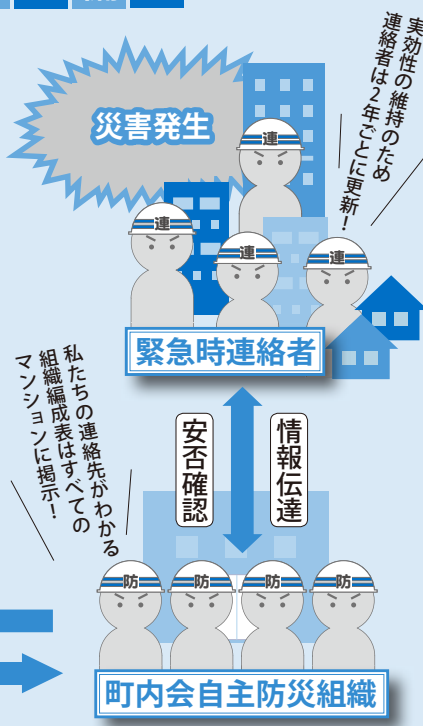 災害発生
実効性の維持のため
連絡者は2年ごとに更新！
連
連
連
連
緊急時連絡者
安否確認
情報伝達
私たちの連絡先がわかる
組織編成表はすべての
マンションに掲示！
防
防
防
防
町内会自主防災組織